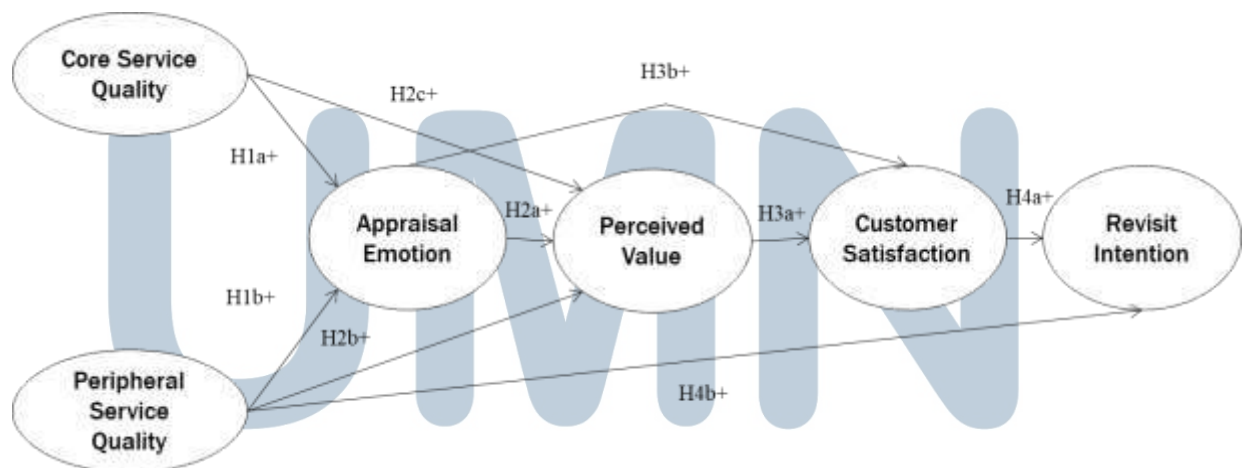 Core Service
Quality
H3b+
H2c+
H1a+
Appraisal
Emotion
H2a+
Perceived
Value
H3a+
Customer
Satisfaction
H4a+
Revisit
Intention
H1b+
H2b+
H4b+
Peripheral
Service
Quality
UMN